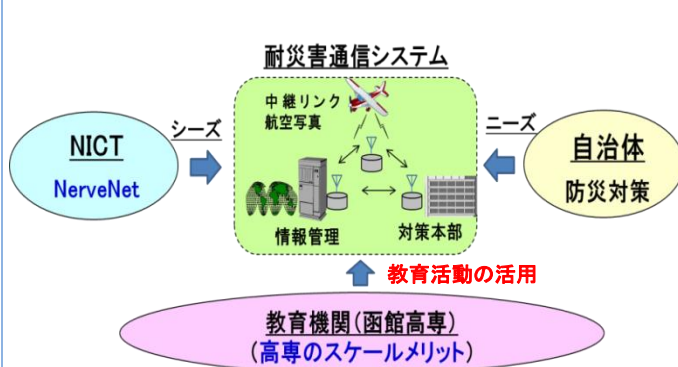 耐災害通信システム
中継リンク
航空写真
シーズ
ニーズ
NICT
NerveNet
自治体
防災対策
情報管理
対策本部
教育活動の活用
教育機関(函館高専)
(高専のスケールメリット)